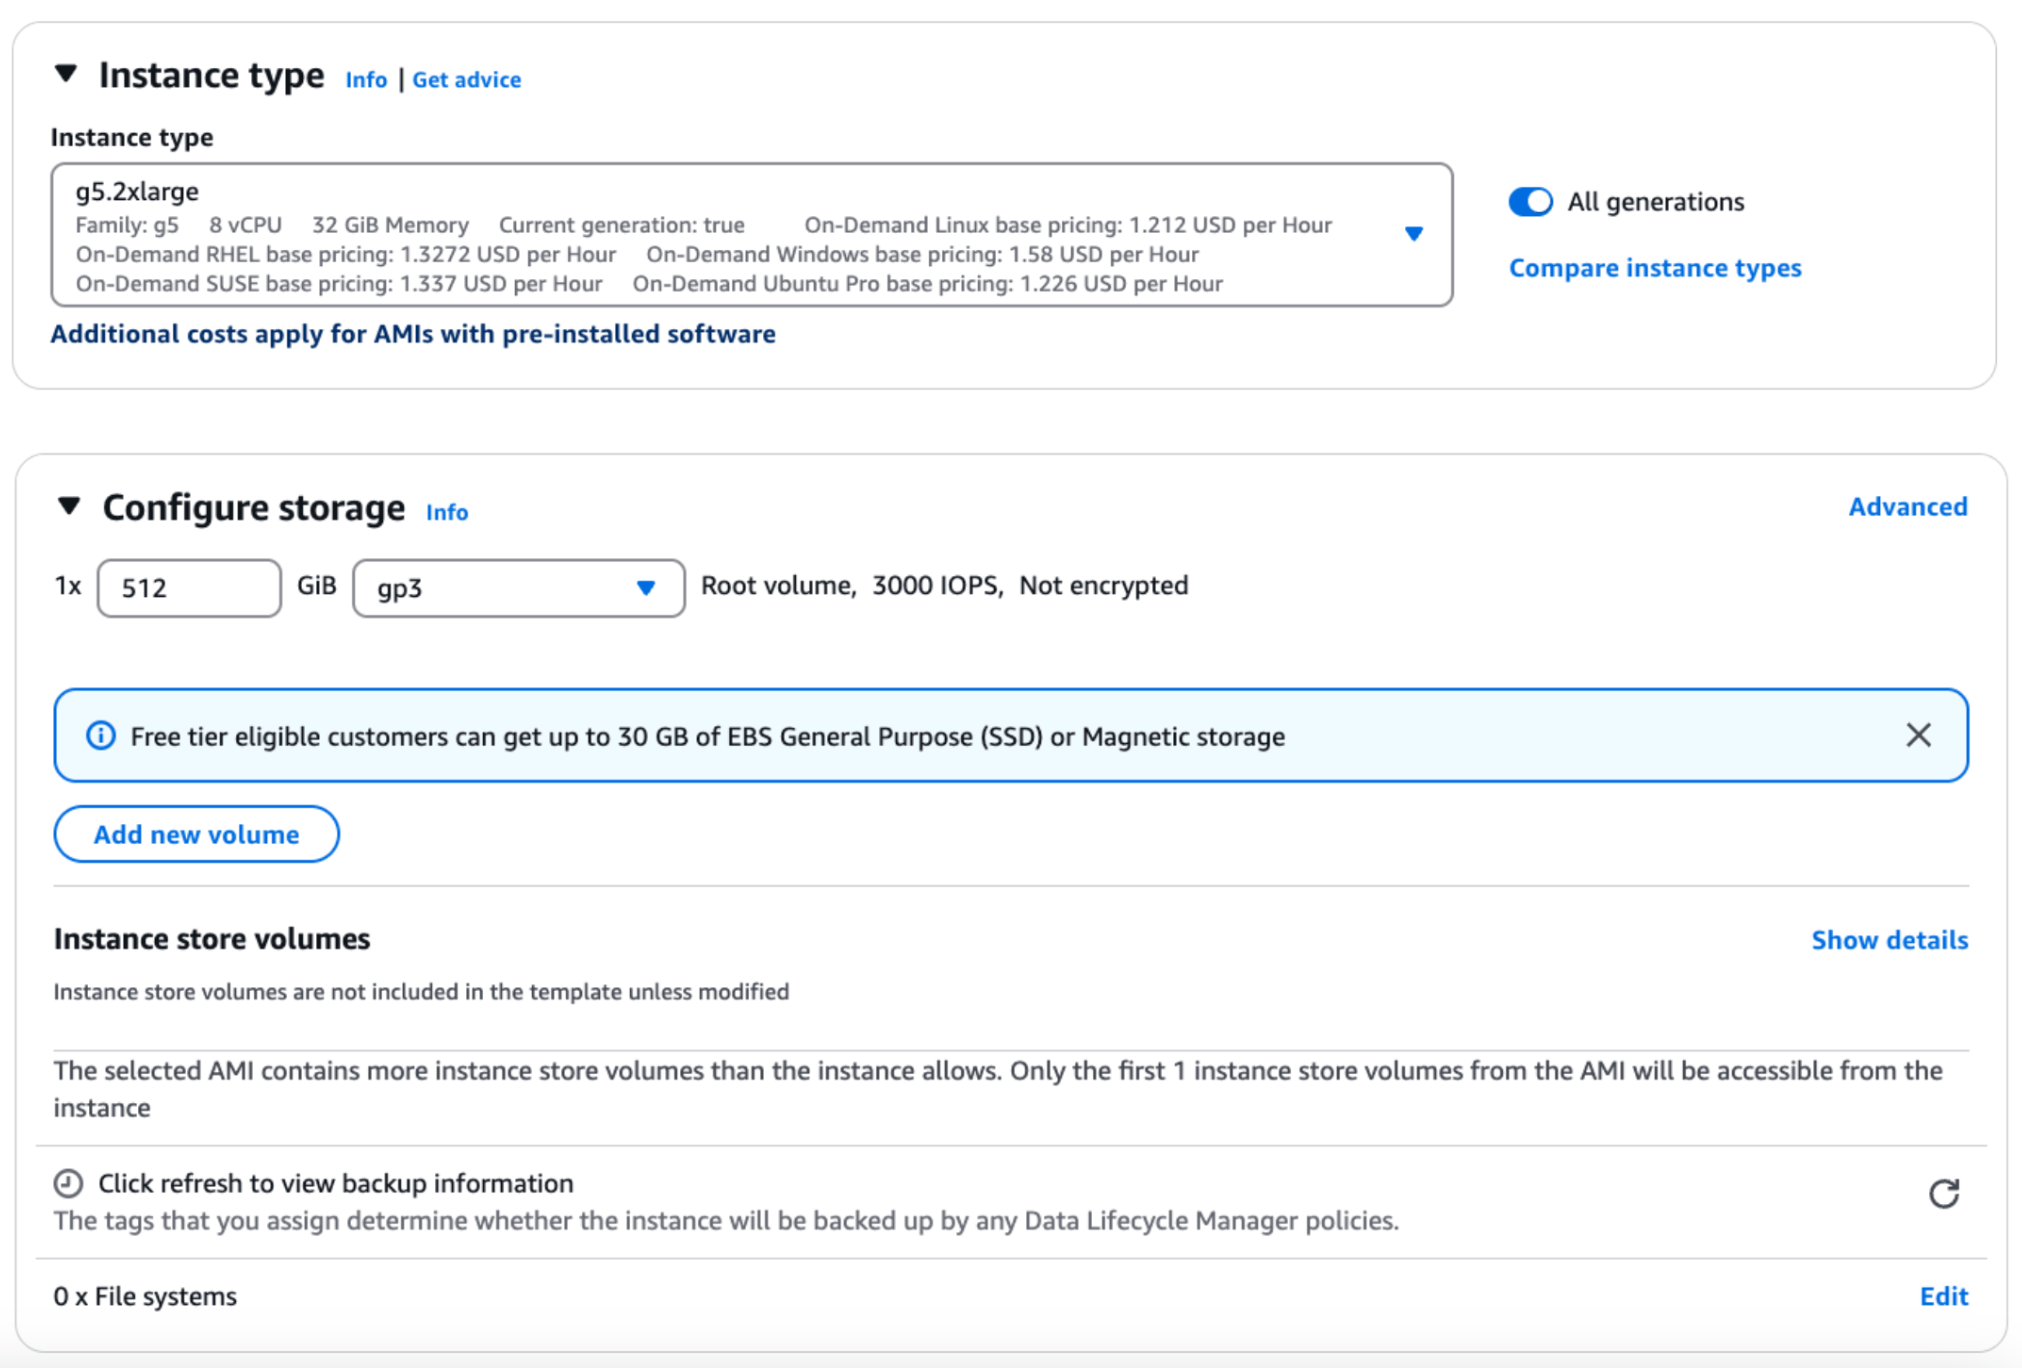 Instance type Info | Get advice
Instance type
g5.2xlarge
Family: g5 8 vCPU 32 GiB Memory Current generation: true On-Demand Linux base pricing: 1.212 USD per Hour
On-Demand RHEL base pricing: 1.3272 USD per Hour On-Demand Windows base pricing: 1.58 USD per Hour
On-Demand SUSE base pricing: 1.337 USD per Hour On-Demand Ubuntu Pro base pricing: 1.226 USD per Hour
All generations
Compare instance types
Additional costs apply for AMIs with pre-installed software
Configure storage Info Advanced
1x 512 GiB gp3 Root volume, 3000 IOPS, Not encrypted
Free tier eligible customers can get up to 30 GB of EBS General Purpose (SSD) or Magnetic storage
Add new volume
Instance store volumes Show details
Instance store volumes are not included in the template unless modified
The selected AMI contains more instance store volumes than the instance allows. Only the first 1 instance store volumes from the AMI will be accessible from the
instance
Click refresh to view backup information
The tags that you assign determine whether the instance will be backed up by any Data Lifecycle Manager policies.
0 x File systems Edit